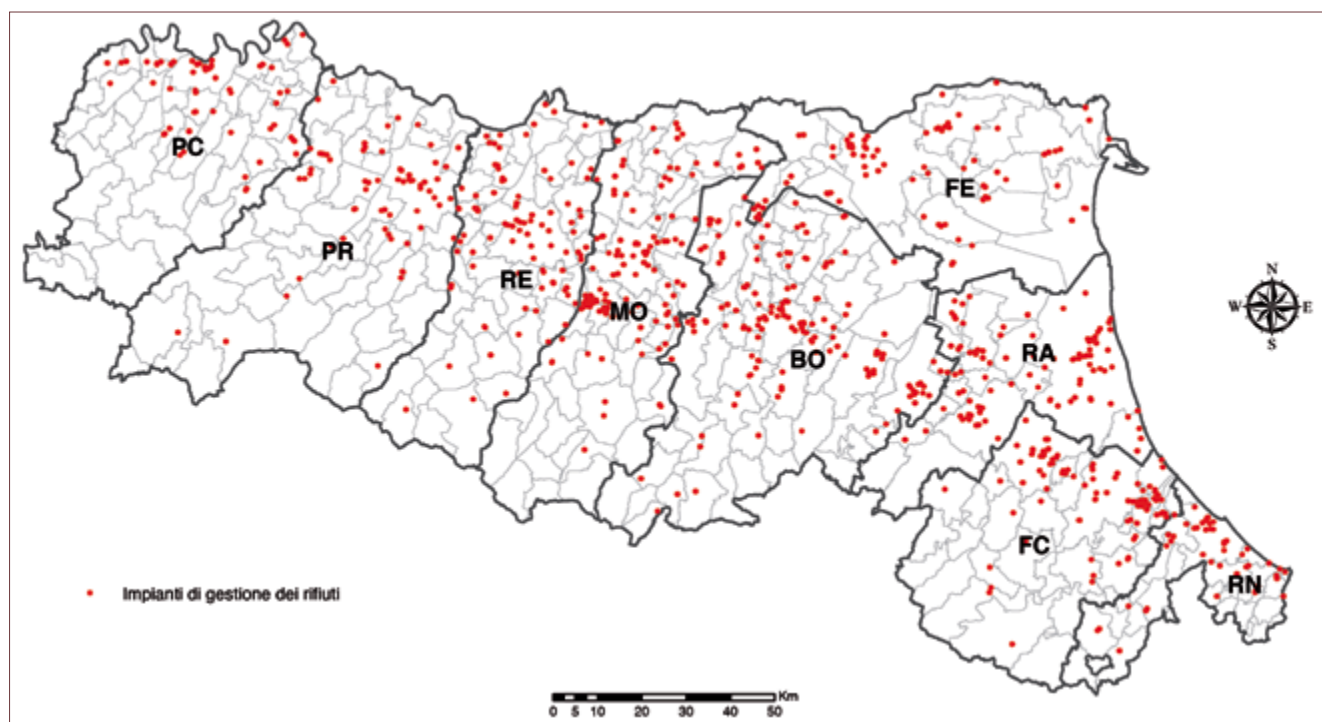 PC
PR
RE
MO
BO
FE
RA
FC
RN
N
W E
S
Impianti di gestione dei rifiuti
0 5 10 20 30 40 50 Km